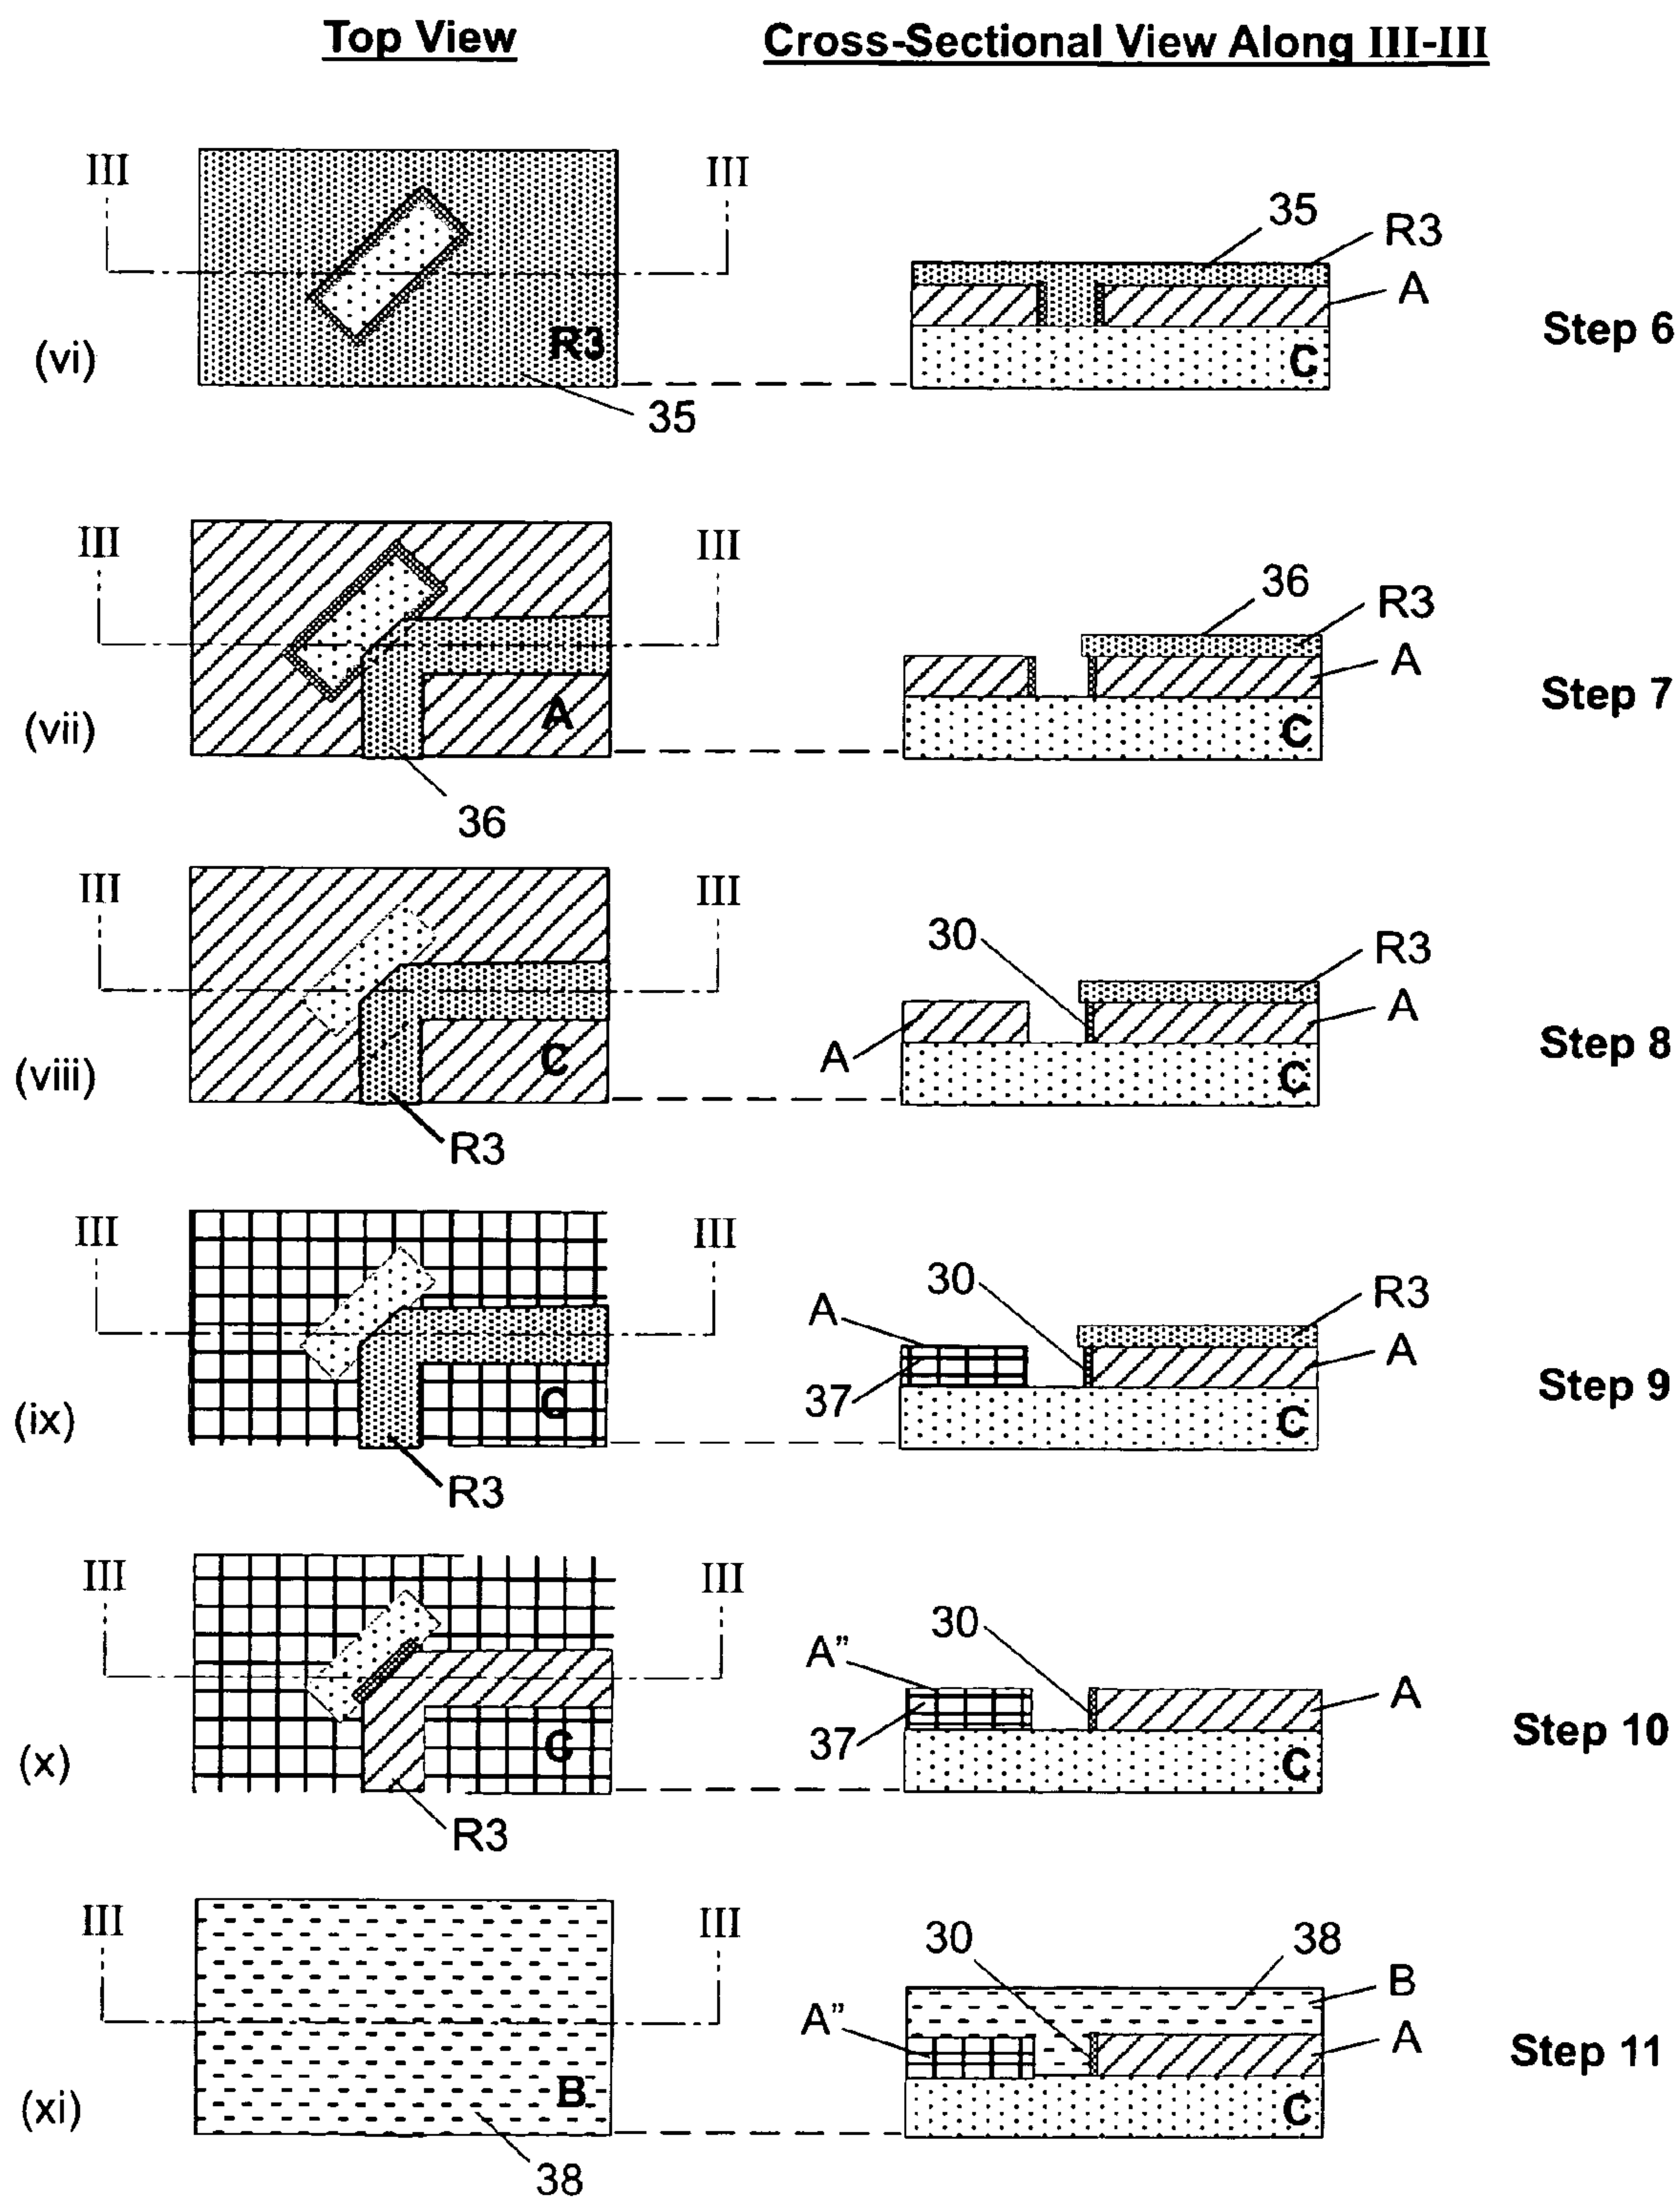 Top View
Cross-Sectional View Along III-III
III
III
R3
(vi)
35
35
R3
A
C
Step 6
III
III
A
(vii)
36
36
R3
A
C
Step 7
III
III
C
(viii)
R3
30
R3
A
A
C
Step 8
III
III
C
(ix)
R3
A
30
37
R3
A
C
Step 9
III
III
C
(x)
R3
A”
30
37
A
C
Step 10
III
III
B
(xi)
38
30
38
B
A”
A
C
Step 11